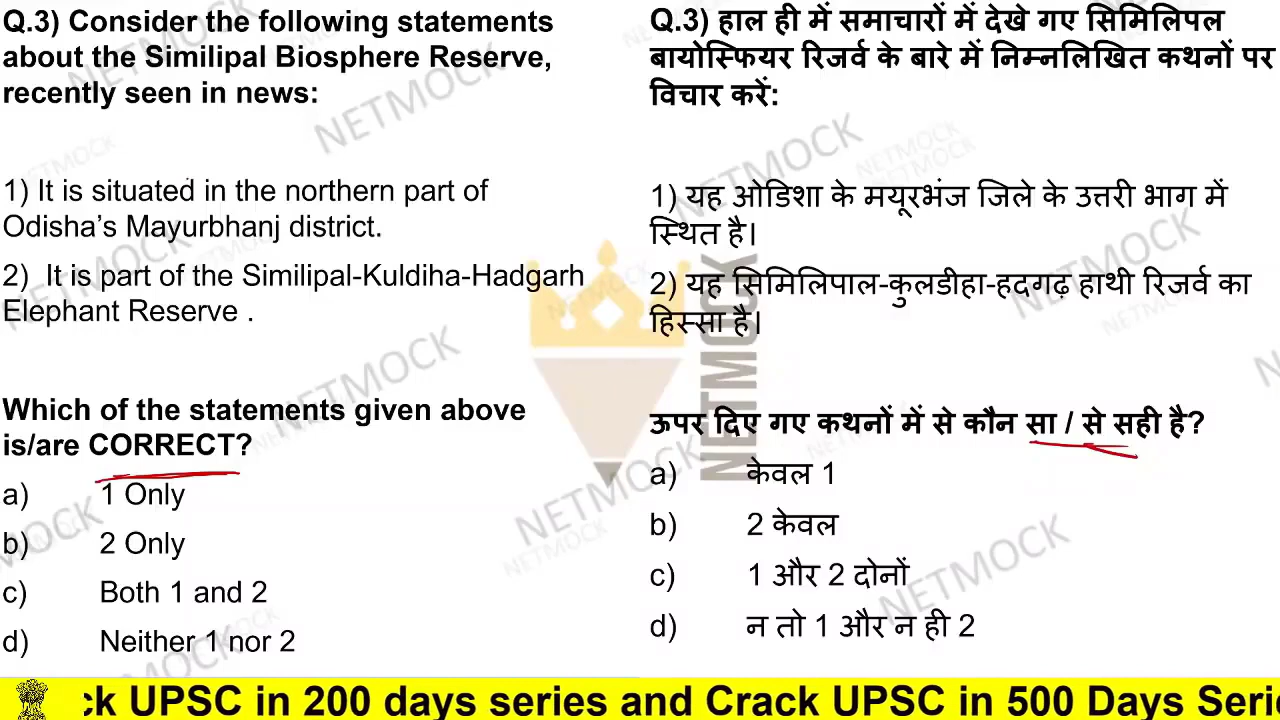 Q.3) Consider the following statements
about the Similipal Biosphere Reserve,
recently seen in news:
1) It is situated in the northern part of
Odisha's Mayurbhanj district.
2) It is part of the Similipal-Kuldiha-Hadgarh
Elephant Reserve .
Which of the statements given above
is/are CORRECT?
a) 1 Only
b) 2 Only
c) Both 1 and 2
d) Neither 1 nor 2
Q.3) हाल ही में समाचारों में देखे गए सिमिलिपल
बायोस्फियर रिजर्व के बारे में निम्नलिखित कथनों पर
विचार करें:
1) यह ओडिशा के मयूरभंज जिले के उत्तरी भाग में
स्थित है।
2) यह सिमिलिपाल-कुलडीहा-हदगढ़ हाथी रिजर्व का
हिस्सा है।
ऊपर दिए गए कथनों में से कौन सा / से सही है?
a) केवल 1
b) 2 केवल
c) 1 और 2 दोनों
d) न तो 1 और न ही 2
NETMOCK
ck UPSC in 200 days series and Crack UPSC in 500 Days Seri